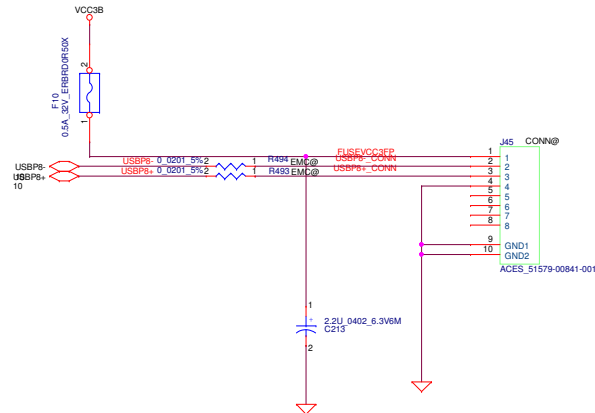 VCC3B
2
F10
0.5A_32V_ERBRD0R50X
1
USBP8-
USBP8+
10
USBP8- 0_0201_5% 2 1 R494 EMC@
USBP8+ 0_0201_5% 2 1 R493 EMC@
FUSEVCC3FP
USBP8-_CONN
USBP8+_CONN
J45 CONN@
1 1
2 2
3 3
4 4
5 5
6 6
7 7
8 8
9 GND1
10 GND2
ACES_51579-00841-001
1
+
2.2U_0402_6.3V6M
C213
2